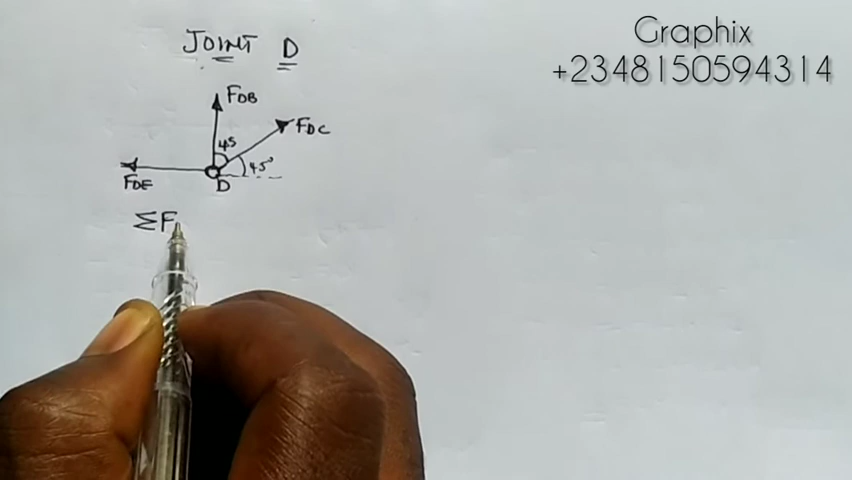 Graphix
+2348150594314
JOINT D
FDB
45
FDC
45°
FDE
D
ΣF